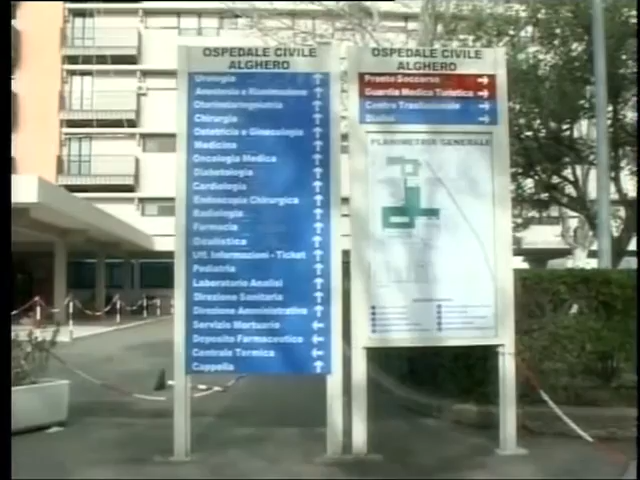 OSPEDALE CIVILE
ALGHERO
Urologia
Anestesia e Rianimazione
Otorinolaringoiatria
Chirurgia
Ostetricia e Ginecologia
Medicina
Oncologia Medica
Diabetologia
Cardiologia
Endoscopia Chirurgica
Radiologia
Farmacia
Oculistica
Uff. Informazioni - Ticket
Pediatria
Laboratorio Analisi
Direzione Sanitaria
Direzione Amministrativa
Servizio Mortuario
Deposito Farmaceutico
Centrale Termica
Cappella
OSPEDALE CIVILE
ALGHERO
Pronto Soccorso
Guardia Medica Turistica
Centro Trasfusionale
Dialisi
PLANIMETRIA GENERALE